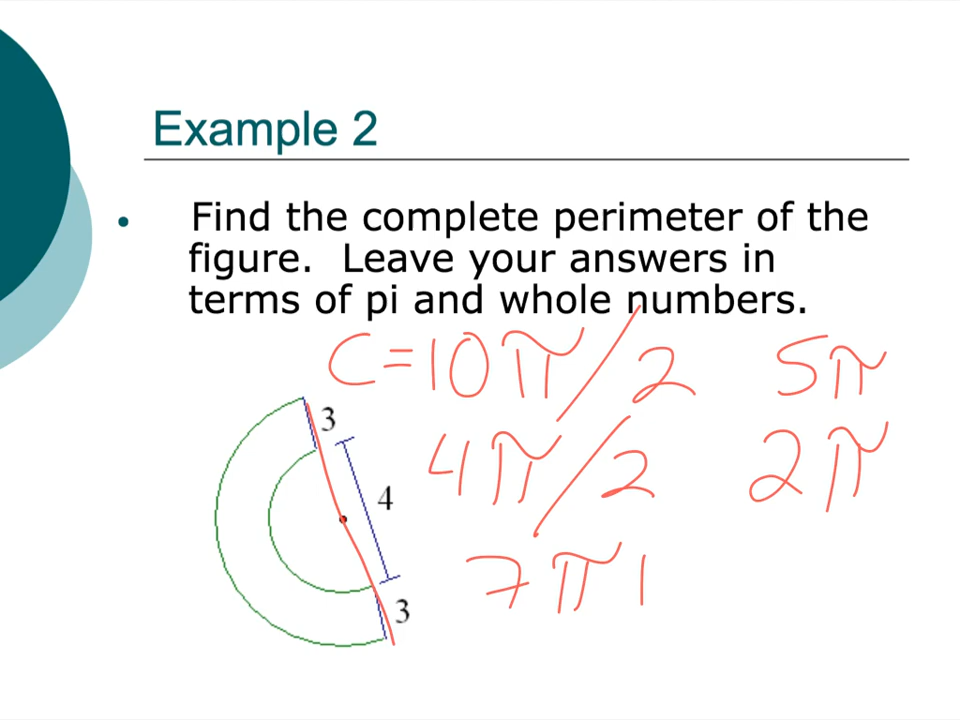 Example 2
• Find the complete perimeter of the
figure. Leave your answers in
terms of pi and whole numbers.
C=10π/2 5π
3
4π/2 2π
4
7π
3